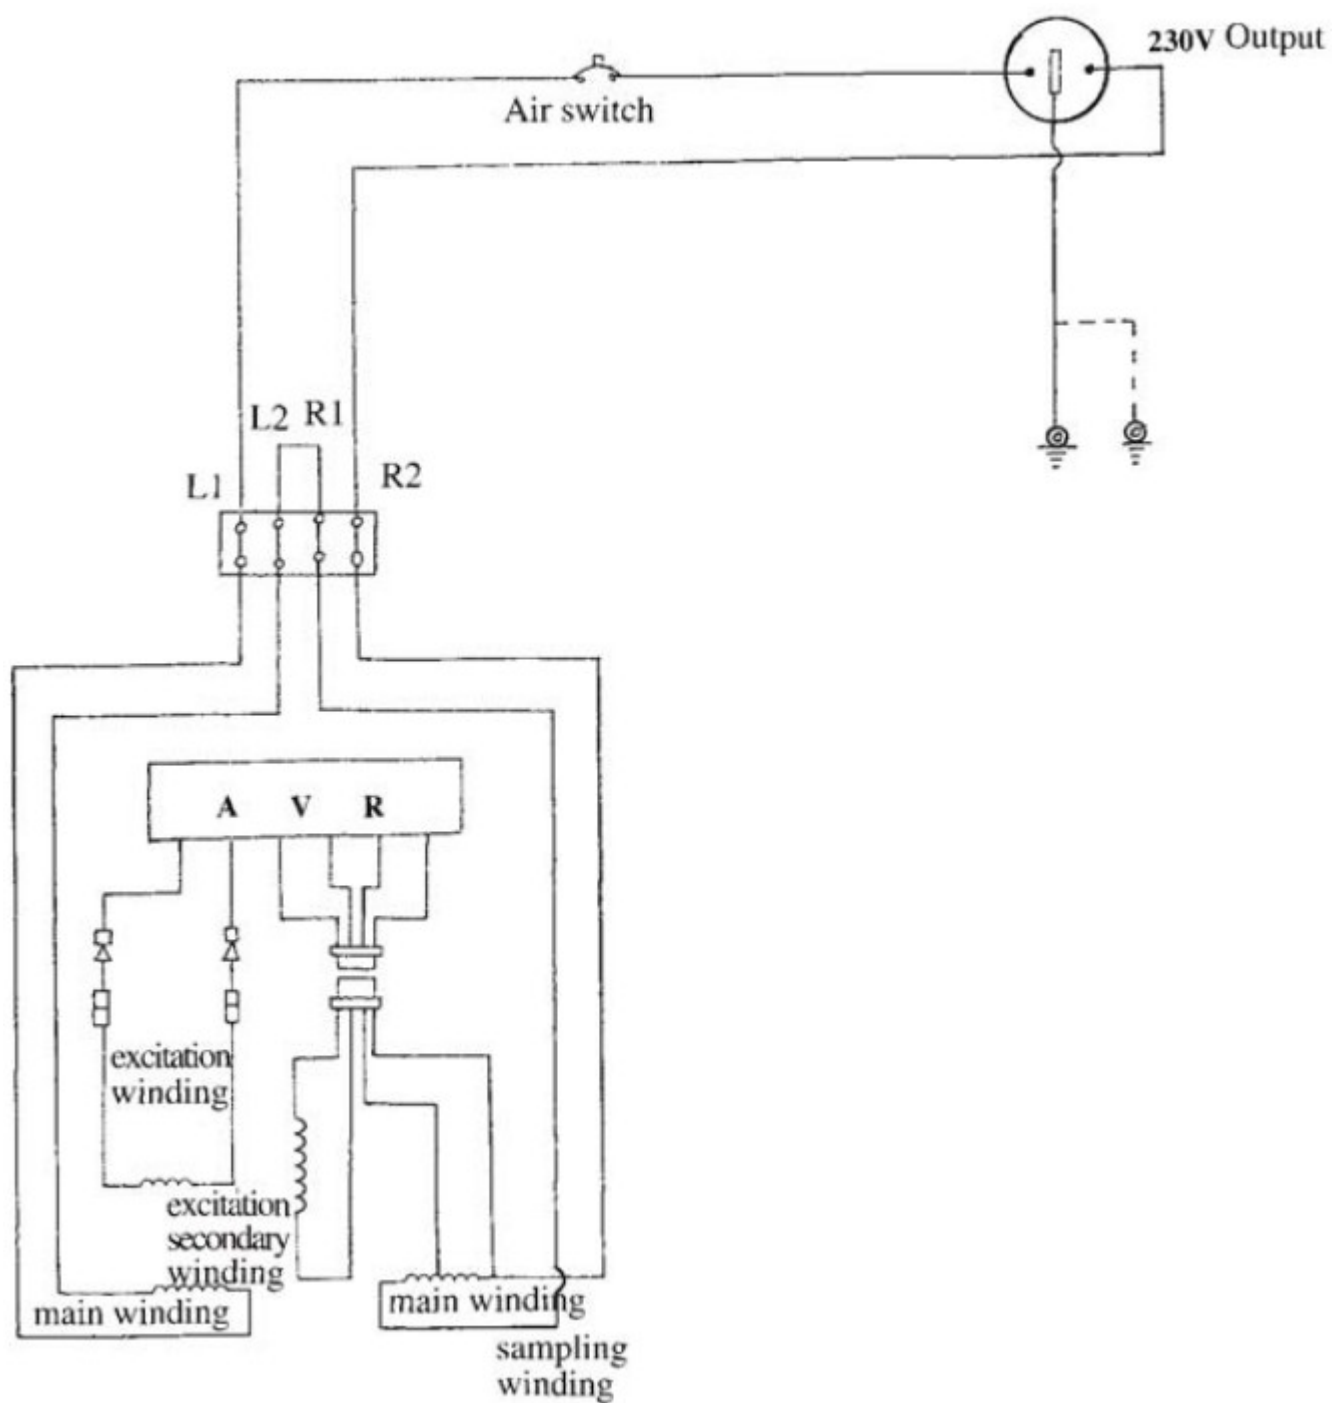 230V Output
Air switch
L2 R1
L1
R2
A V R
excitation
winding
excitation
secondary
winding
main winding
main winding
sampling
winding